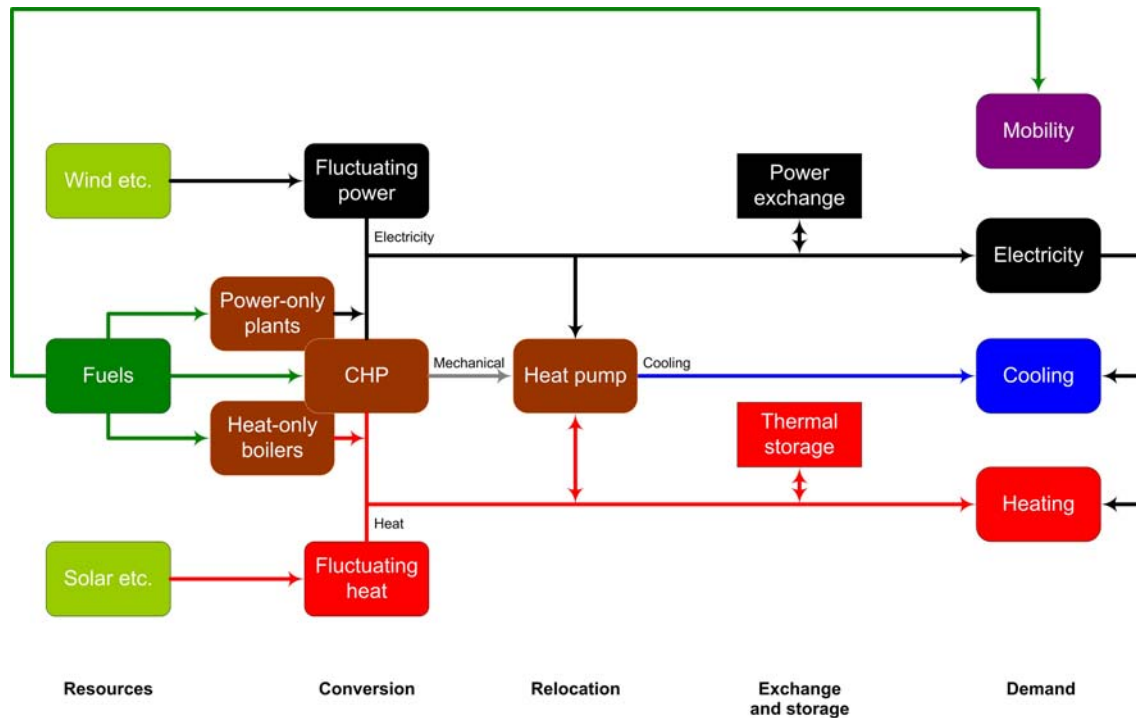 Mobility
Wind etc.
Fluctuating
power
Power
exchange
Electricity
Electricity
Power-only
plants
Fuels
CHP
Mechanical
Heat pump
Cooling
Cooling
Heat-only
boilers
Thermal
storage
Heating
Heat
Solar etc.
Fluctuating
heat
Resources
Conversion
Relocation
Exchange
and storage
Demand